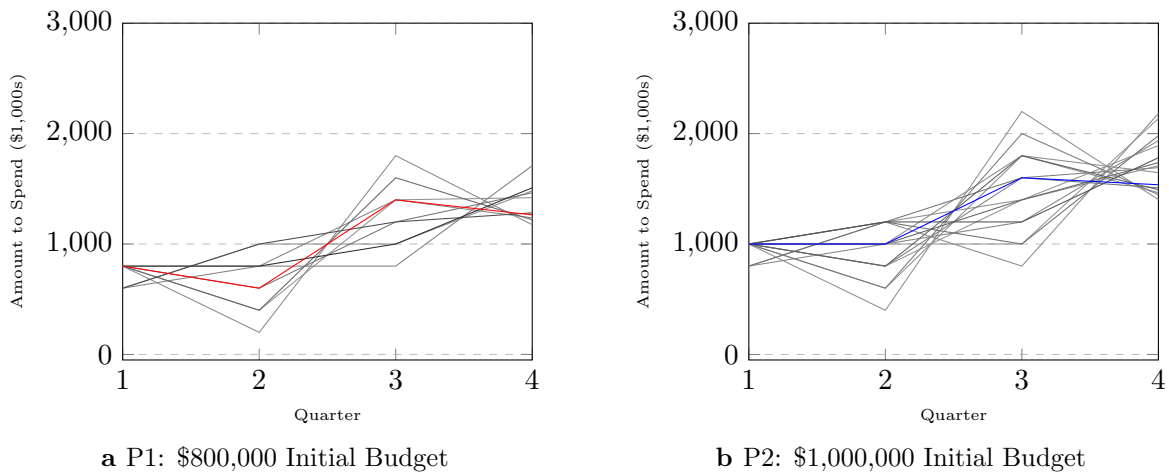 3,000
2,000
1,000
0
Amount to Spend ($1,000s)
1 2 3 4
Quarter
a P1: $800,000 Initial Budget
3,000
2,000
1,000
0
Amount to Spend ($1,000s)
1 2 3 4
Quarter
b P2: $1,000,000 Initial Budget